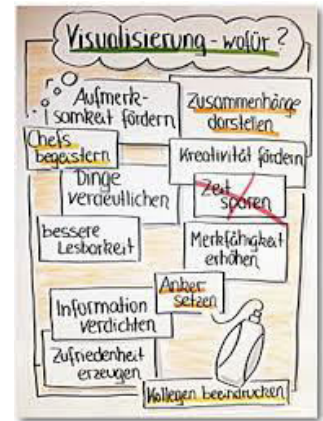 Visualisierung - wofür?
Aufmerk-
samkeit fördern
Zusammenhänge
darstellen
Chefs
begeistern
Kreativität fördern
Dinge
verdeutlichen
Zeit
sparen
bessere
Lesbarkeit
Merkfähigkeit
erhöhen
Anker
setzen
Information
verdichten
Zufriedenheit
erzeugen
Kollegen beeindrucken